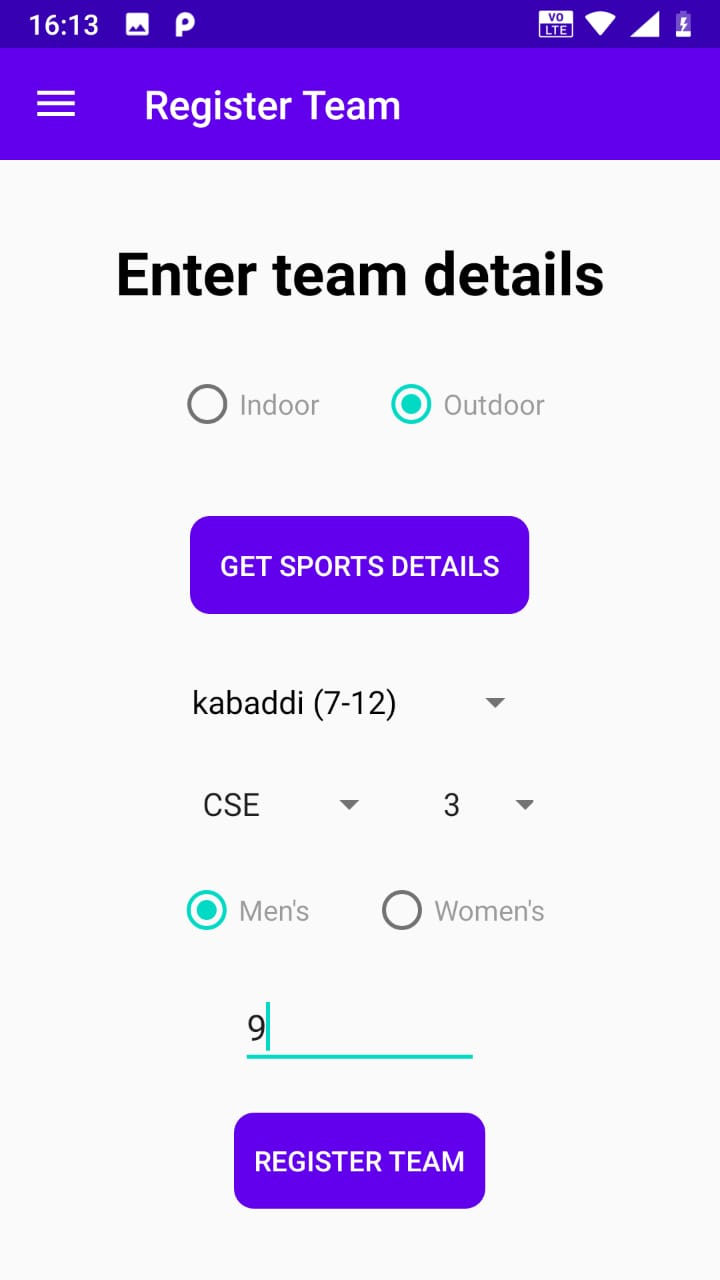 16:13 VO LTE
Register Team
Enter team details
Indoor Outdoor
GET SPORTS DETAILS
kabaddi (7-12)
CSE 3
Men's Women's
9
REGISTER TEAM